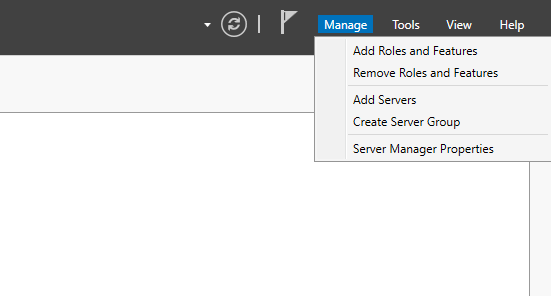 Manage Tools View Help
Add Roles and Features
Remove Roles and Features
Add Servers
Create Server Group
Server Manager Properties